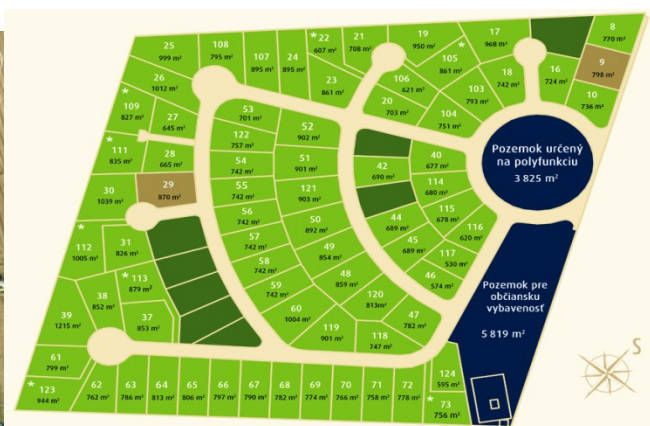 25
999 m²
108
795 m²
107
895 m²
24
895 m²
*22
607 m²
21
708 m²
19
950 m²
*
105
861 m²
17
968 m²
8
770 m²
9
798 m²
26
1012 m²
23
861 m²
106
621 m²
103
793 m²
18
742 m²
16
724 m²
10
736 m²
*
109
827 m²
27
645 m²
53
701 m²
52
902 m²
20
703 m²
104
751 m²
*
111
835 m²
28
665 m²
122
757 m²
54
742 m²
51
901 m²
42
690 m²
40
677 m²
Pozemok určený
na polyfunkciu
3 825 m²
30
1039 m²
29
870 m²
55
742 m²
121
903 m²
114
680 m²
56
742 m²
50
892 m²
44
689 m²
115
678 m²
116
620 m²
*
112
1005 m²
31
826 m²
57
742 m²
49
854 m²
45
689 m²
117
530 m²
58
742 m²
48
859 m²
46
574 m²
*113
879 m²
38
852 m²
59
742 m²
120
813m²
Pozemok pre
občiansku
vybavenosť
5 819 m²
39
1215 m²
37
853 m²
60
1004 m²
47
782 m²
119
901 m²
118
747 m²
S
61
799 m²
124
595 m²
*123
944 m²
62
762 m²
63
786 m²
64
813 m²
65
806 m²
66
797 m²
67
790 m²
68
782 m²
69
774 m²
70
766 m²
71
758 m²
72
778 m²
*73
756 m²